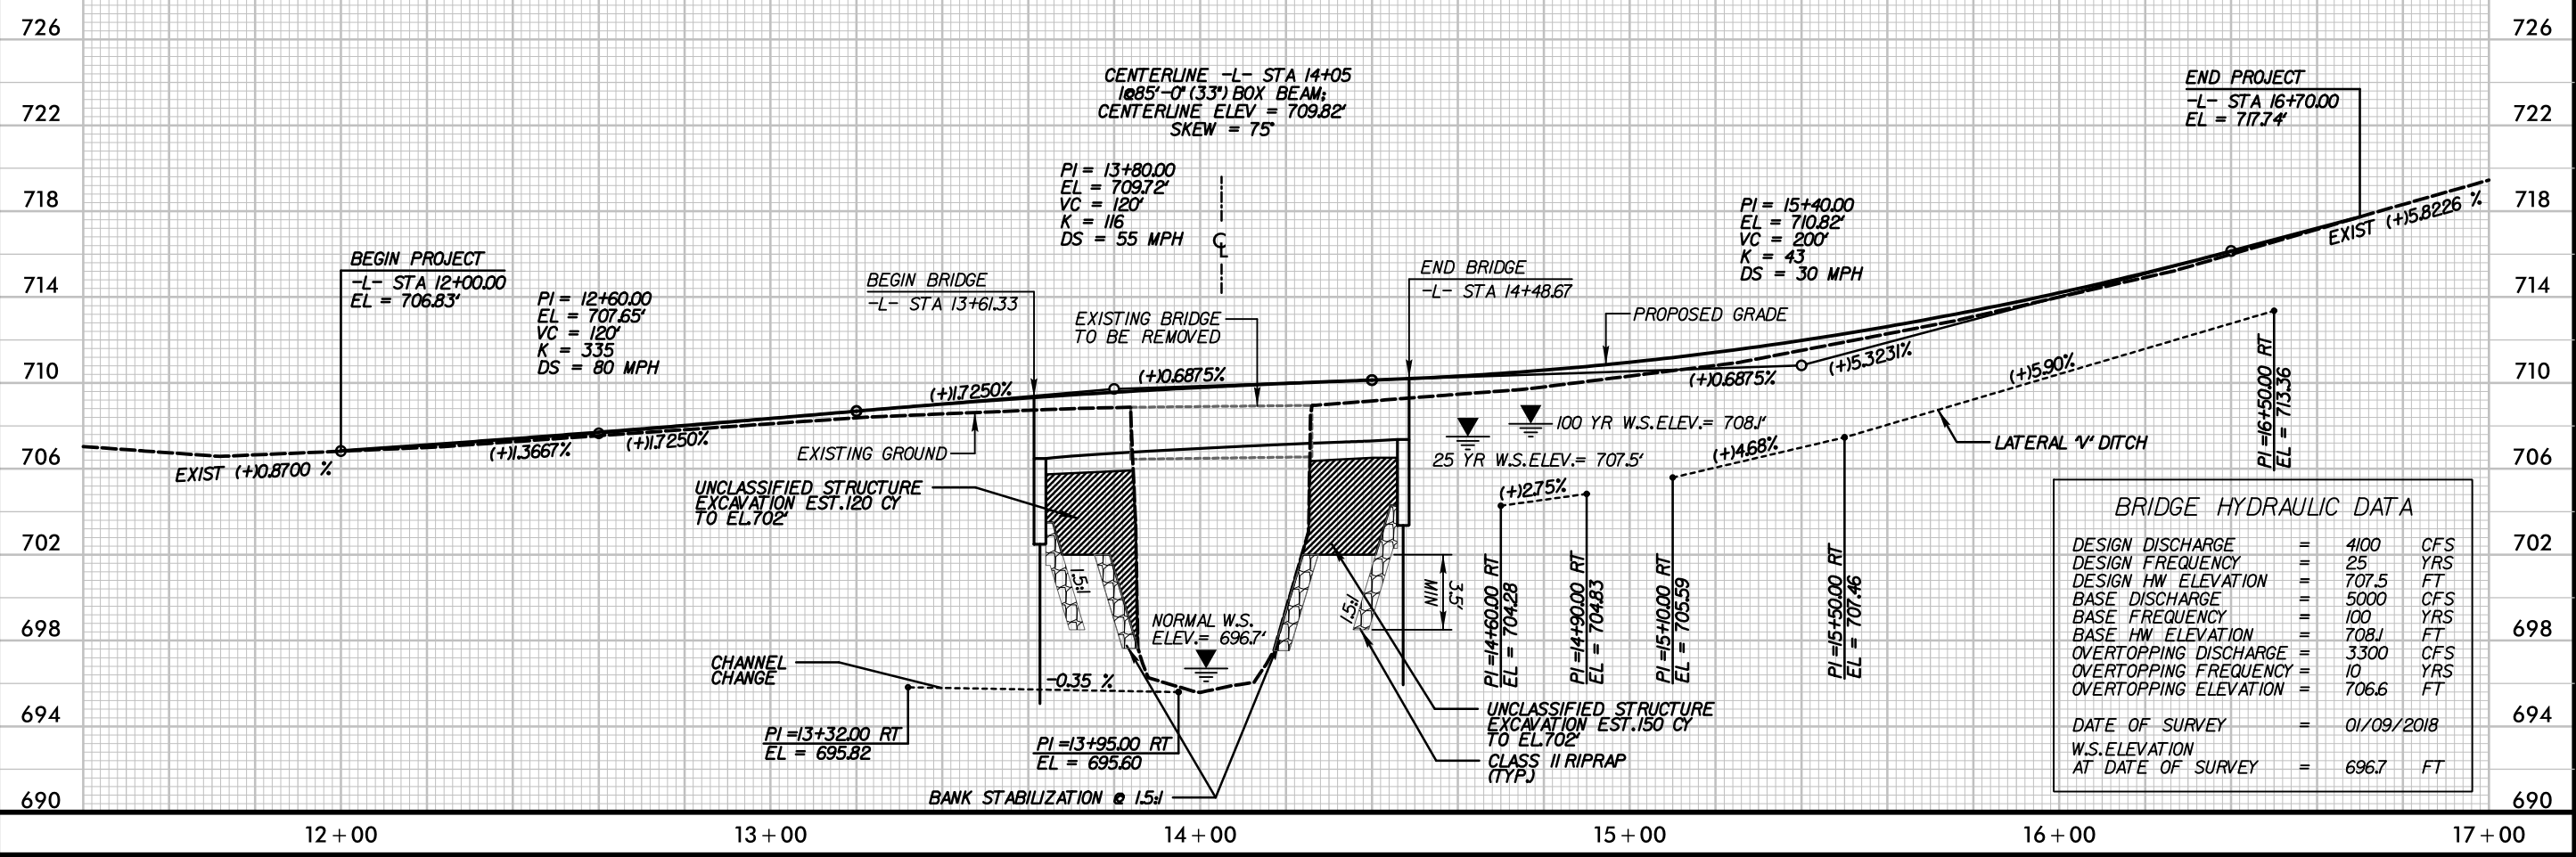 726
722
718
714
710
706
702
698
694
690
CENTERLINE -L- STA 14+05
1@85'-0" (33") BOX BEAM;
CENTERLINE ELEV = 709.82'
SKEW = 75°
END PROJECT
-L- STA 16+70.00
EL = 717.74'
PI = 13+80.00
EL = 709.72'
VC = 120'
K = 116
DS = 55 MPH
CL
PI = 15+40.00
EL = 710.82'
VC = 200'
K = 43
DS = 30 MPH
EXIST (+)5.8226 %
BEGIN PROJECT
-L- STA 12+00.00
EL = 706.83'
PI = 12+60.00
EL = 707.65'
VC = 120'
K = 335
DS = 80 MPH
BEGIN BRIDGE
-L- STA 13+61.33
EXISTING BRIDGE
TO BE REMOVED
END BRIDGE
-L- STA 14+48.67
PROPOSED GRADE
(+)1.7250%
(+)0.6875%
(+)0.6875%
(+)5.3231%
(+)5.90%
EXIST (+)0.8700 %
(+)1.3667%
(+)1.7250%
EXISTING GROUND
100 YR W.S.ELEV.= 708.1'
25 YR W.S.ELEV.= 707.5'
(+)4.68%
(+)2.75%
LATERAL 'V' DITCH
UNCLASSIFIED STRUCTURE
EXCAVATION EST.120 CY
TO EL.702'
1.5:1
1.5:1
3.5'
MIN
NORMAL W.S.
ELEV.= 696.7'
CHANNEL
CHANGE
-0.35 %
PI =13+32.00 RT
EL = 695.82
PI =13+95.00 RT
EL = 695.60
BANK STABILIZATION @ 1.5:1
UNCLASSIFIED STRUCTURE
EXCAVATION EST.150 CY
TO EL.702'
CLASS II RIPRAP
(TYP.)
PI =14+60.00 RT
EL = 704.28
PI =14+90.00 RT
EL = 704.83
PI =15+10.00 RT
EL = 705.59
PI =15+50.00 RT
EL = 707.46
PI =16+50.00 RT
EL = 713.36
BRIDGE HYDRAULIC DATA
DESIGN DISCHARGE = 4100 CFS
DESIGN FREQUENCY = 25 YRS
DESIGN HW ELEVATION = 707.5 FT
BASE DISCHARGE = 5000 CFS
BASE FREQUENCY = 100 YRS
BASE HW ELEVATION = 708.1 FT
OVERTOPPING DISCHARGE = 3300 CFS
OVERTOPPING FREQUENCY = 10 YRS
OVERTOPPING ELEVATION = 706.6 FT
DATE OF SURVEY = 01/09/2018
W.S.ELEVATION
AT DATE OF SURVEY = 696.7 FT
726
722
718
714
710
706
702
698
694
690
12+00 13+00 14+00 15+00 16+00 17+00